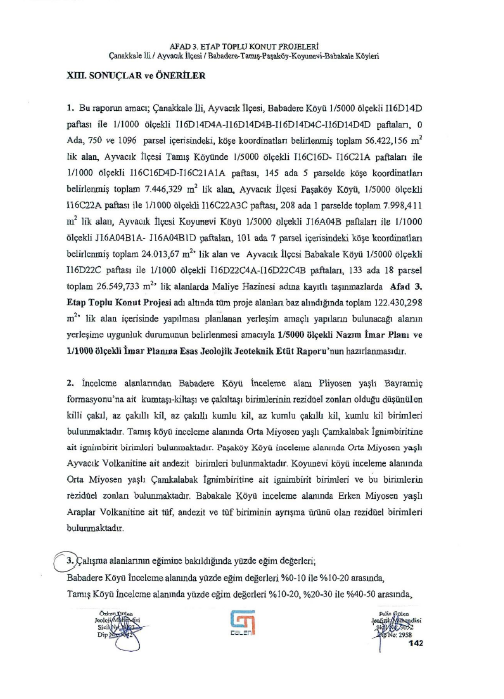 AFAD 3. ETAP TOPLU KONUT PROJELERİ
Çanakkale İli / Ayvacık İlçesi / Babadere-Tamış-Paşaköy-Koyunevi-Babakale Köyleri
XIII. SONUÇLAR ve ÖNERİLER
1. Bu raporun amacı; Çanakkale İli, Ayvacık İlçesi, Babadere Köyü 1/5000 ölçekli I16D14D
paftası ile 1/1000 ölçekli I16D14D4A-I16D14D4B-I16D14D4C-I16D14D4D paftaları, 0
Ada, 750 ve 1096 parsel içerisindeki, köşe koordinatları belirlenmiş toplam 56.422,156 m²
lik alan, Ayvacık İlçesi Tamış Köyünde 1/5000 ölçekli I16C16D- I16C21A paftaları ile
1/1000 ölçekli I16C16D4D-I16C21A1A paftası, 145 ada 5 parselde köşe koordinatı
belirlenmiş toplam 7.446,329 m² lik alan, Ayvacık İlçesi Paşaköy Köyü, 1/5000 ölçekli
I16C22A paftası ile 1/1000 ölçekli I16C22A3C paftası, 208 ada 1 parselde toplam 7.998,411
m² lik alan, Ayvacık İlçesi Koyunevi Köyü 1/5000 ölçekli J16A04B paftaları ile 1/1000
ölçekli J16A04B1A- J16A04B1D paftaları, 101 ada 7 parsel içerisindeki köşe koordinatları
belirlenmiş toplam 24.013,67 m²' lik alan ve Ayvacık İlçesi Babakale Köyü 1/5000 ölçekli
I16D22C paftası ile 1/1000 ölçekli I16D22C4A-I16D22C4B paftaları, 133 ada 18 parsel
toplam 26.549,733 m²' lik alanlarda Maliye Hazinesi adına kayıtlı taşınmazlarda Afad 3.
Etap Toplu Konut Projesi adı altında tüm proje alanları baz alındığında toplam 122.430,298
m²' lik alan içerisinde yapılması planlanan yerleşim amaçlı yapıların bulunacağı alanın
yerleşime uygunluk durumunun belirlenmesi amacıyla 1/5000 ölçekli Nazım İmar Planı ve
1/1000 ölçekli İmar Planına Esas Jeolojik Jeoteknik Etüt Raporu'nun hazırlanmasıdır.
2. İnceleme alanlarından Babadere Köyü İnceleme alanı Pliyosen yaşlı Bayramiç
formasyonu'na ait kumtaşı-kiltaşı ve çakıltaşı birimlerinin rezidüel zonları olduğu düşünülen
killi çakıl, az çakıllı kil, az çakıllı kumlu kil, az kumlu çakıllı kil, kumlu kil birimleri
bulunmaktadır. Tamış köyü inceleme alanında Orta Miyosen yaşlı Çamkalabak İgnimbiritine
ait ignimbirit birimleri bulunmaktadır. Paşaköy Köyü inceleme alanında Orta Miyosen yaşlı
Ayvacık Volkanitine ait andezit birimleri bulunmaktadır. Koyunevi köyü inceleme alanında
Orta Miyosen yaşlı Çamkalabak İgnimbiritine ait ignimbirit birimleri ve bu birimlerin
rezidüel zonları bulunmaktadır. Babakale Köyü inceleme alanında Erken Miyosen yaşlı
Araplar Volkanitine ait tüf, andezit ve tüf biriminin ayrışma ürünü olan rezidüel birimleri
bulunmaktadır.
3. Çalışma alanlarının eğimine bakıldığında yüzde eğim değerleri;
Babadere Köyü İnceleme alanında yüzde eğim değerleri %0-10 ile %10-20 arasında,
Tamış Köyü İnceleme alanında yüzde eğim değerleri %10-20, %20-30 ile %40-50 arasında,
142